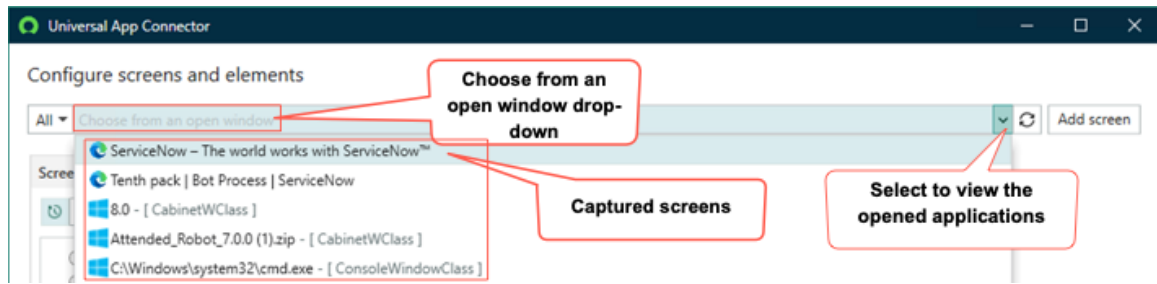 Universal App Connector
Configure screens and elements
Choose from an
open window drop-
down
All
Choose from an open window
Add screen
ServiceNow – The world works with ServiceNow™
Scree
Tenth pack | Bot Process | ServiceNow
8.0 - [ CabinetWClass ]
Attended_Robot_7.0.0 (1).zip - [ CabinetWClass ]
C:\Windows\system32\cmd.exe - [ ConsoleWindowClass ]
Captured screens
Select to view the
opened applications